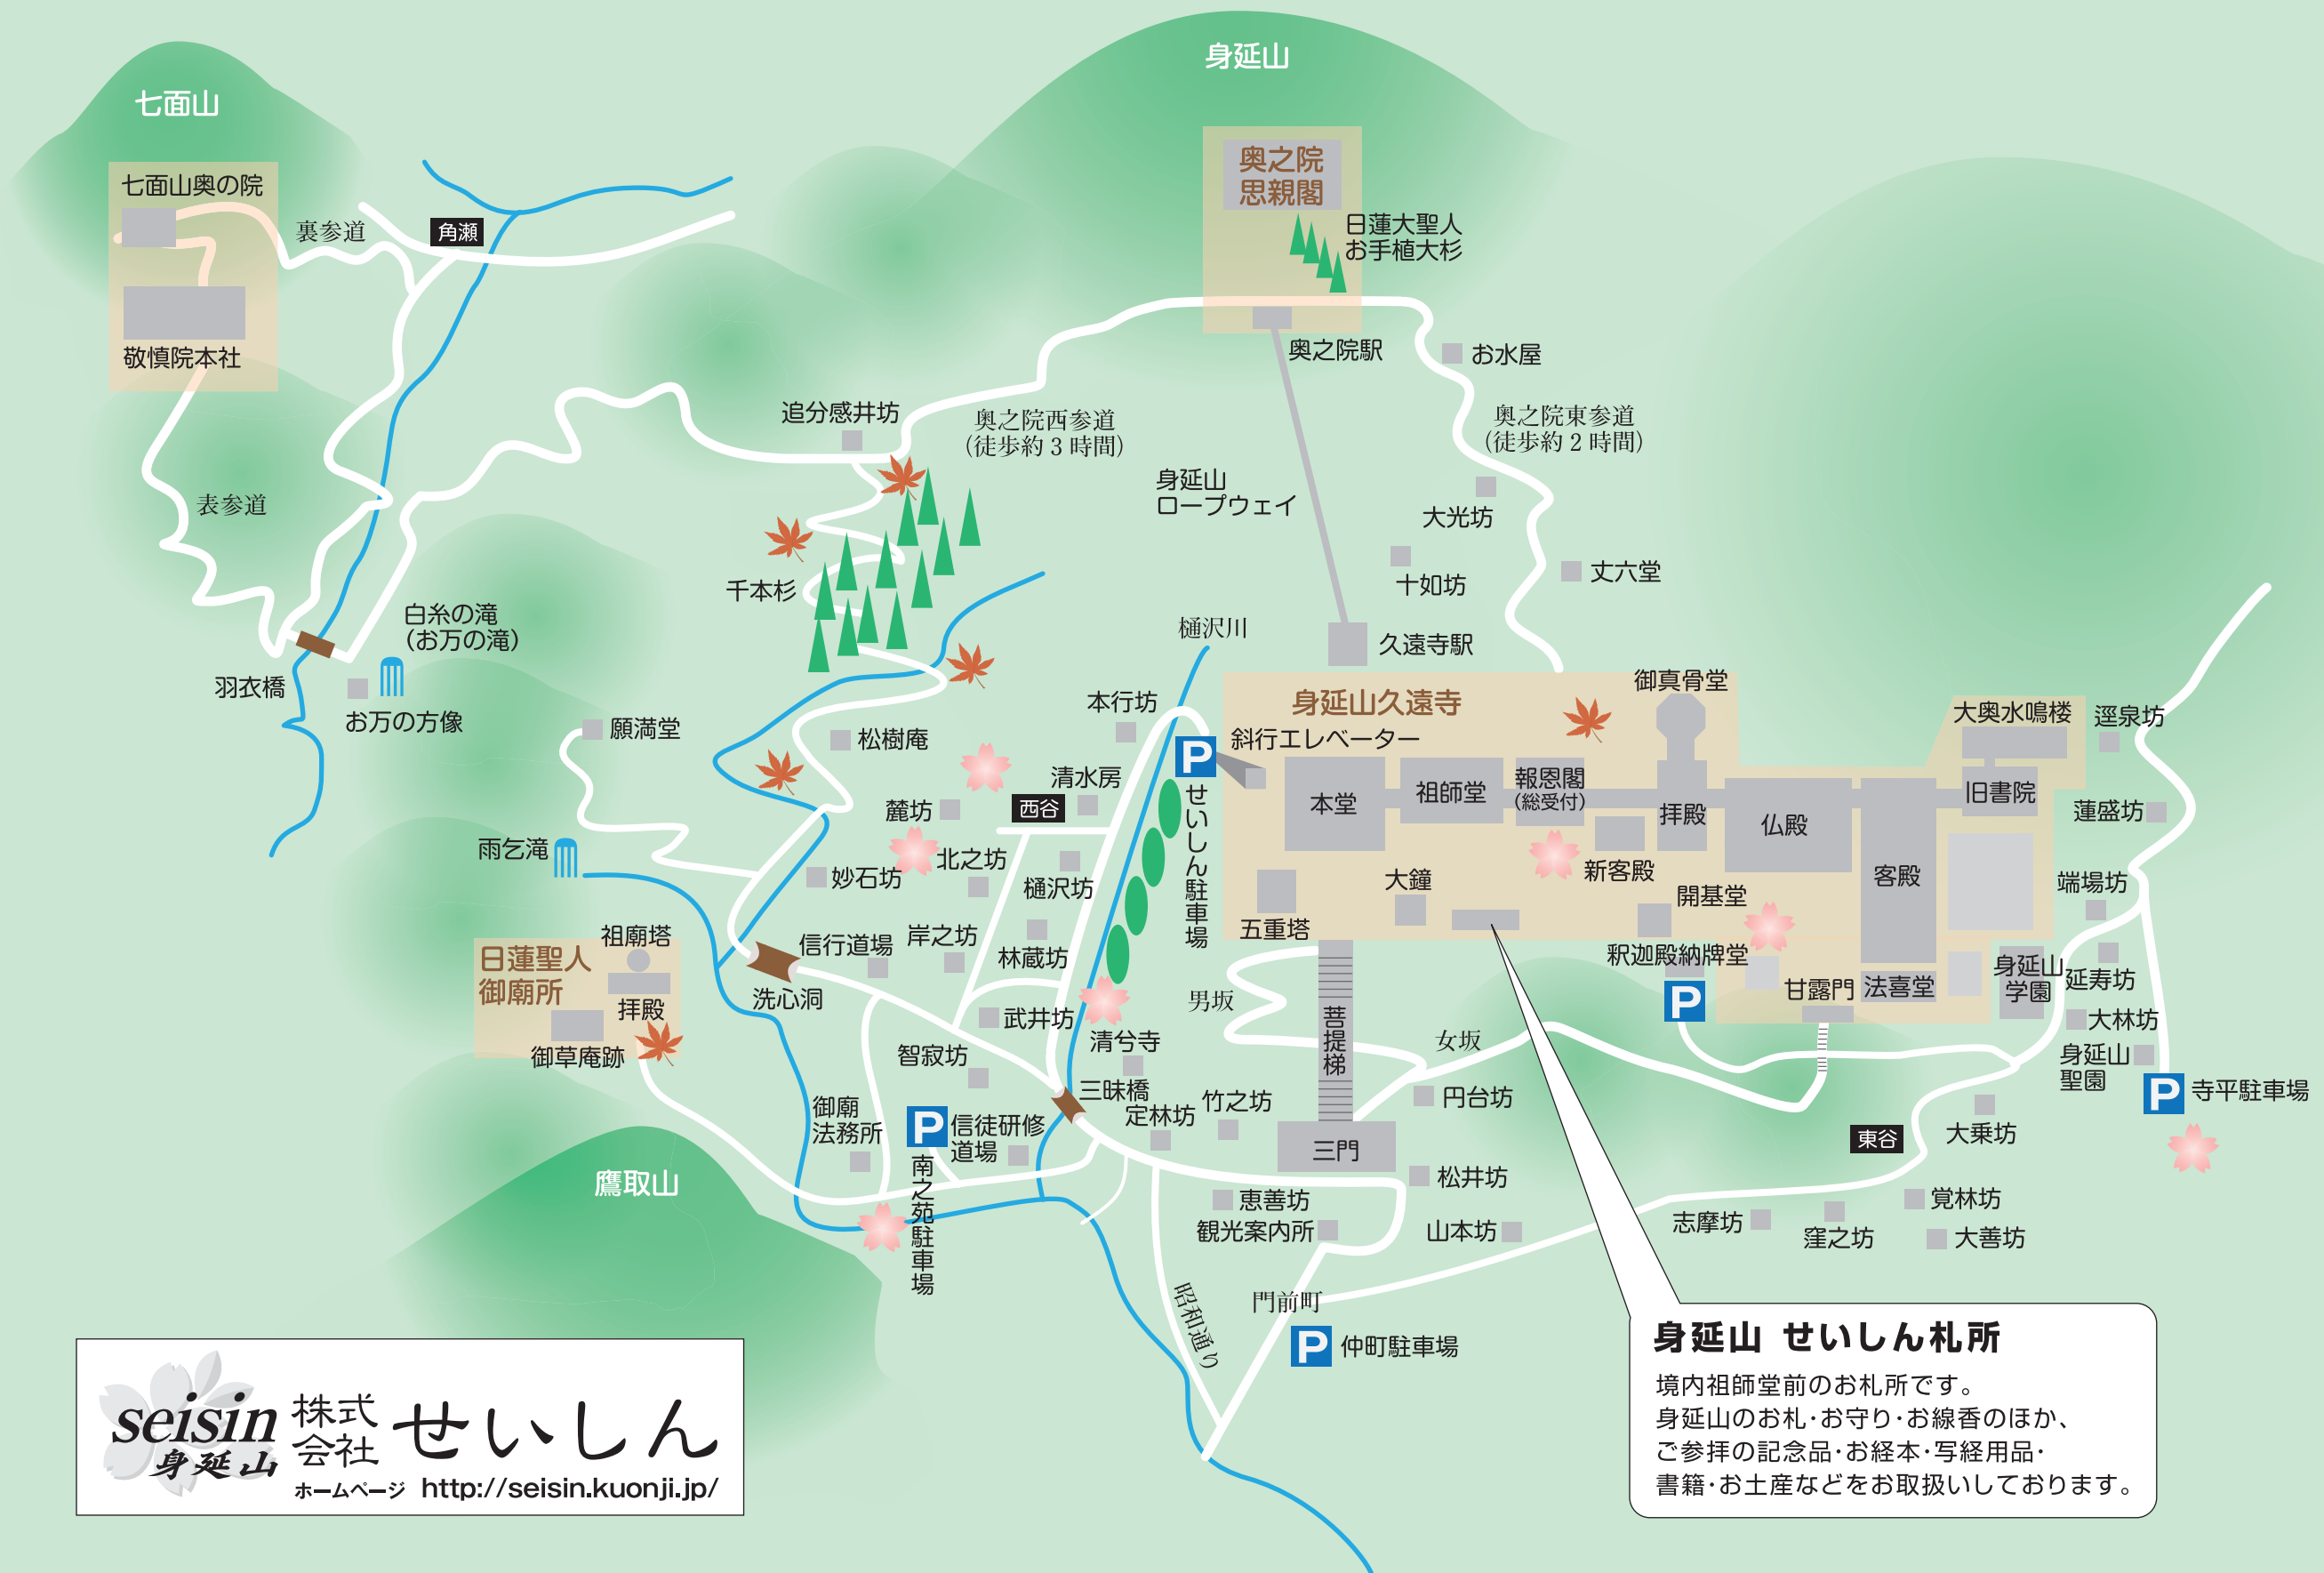 身延山
七面山
七面山奥の院
裏参道
角瀬
敬慎院本社
表参道
奥之院
思親閣
日蓮大聖人
お手植大杉
奥之院駅
お水屋
追分感井坊
奥之院西参道
(徒歩約3時間)
奥之院東参道
(徒歩約2時間)
身延山
ロープウェイ
大光坊
十如坊
丈六堂
千本杉
白糸の滝
(お万の滝)
羽衣橋
お万の方像
樋沢川
久遠寺駅
願満堂
松樹庵
本行坊
清水房
西谷
麓坊
北之坊
樋沢坊
妙石坊
雨乞滝
せいしん駐車場
身延山久遠寺
斜行エレベーター
御真骨堂
大奥水鳴楼
逕泉坊
本堂
祖師堂
報恩閣
(総受付)
拝殿
仏殿
旧書院
蓮盛坊
新客殿
客殿
端場坊
大鐘
開基堂
五重塔
釈迦殿納牌堂
身延山
学園
延寿坊
甘露門
法喜堂
大林坊
身延山
聖園
寺平駐車場
祖廟塔
日蓮聖人
御廟所
拝殿
御草庵跡
信行道場
岸之坊
林蔵坊
洗心洞
武井坊
清兮寺
智寂坊
三昧橋
男坂
菩提梯
女坂
円台坊
御廟
法務所
信徒研修
道場
南之苑駐車場
定林坊
竹之坊
三門
松井坊
恵善坊
観光案内所
山本坊
大乗坊
東谷
志摩坊
窪之坊
覚林坊
大善坊
鷹取山
昭和通り
門前町
仲町駐車場
P
P
P
P
P
身延山 せいしん札所
境内祖師堂前のお札所です。
身延山のお札・お守り・お線香のほか、
ご参拝の記念品・お経本・写経用品・
書籍・お土産などをお取扱いしております。
seisin
身延山
株式
会社
せいしん
ホームページ http://seisin.kuonji.jp/